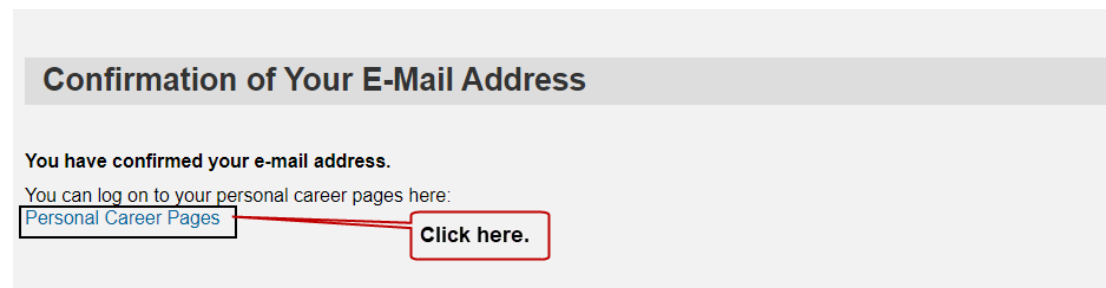 Confirmation of Your E-Mail Address
You have confirmed your e-mail address.
You can log on to your personal career pages here:
Personal Career Pages
Click here.